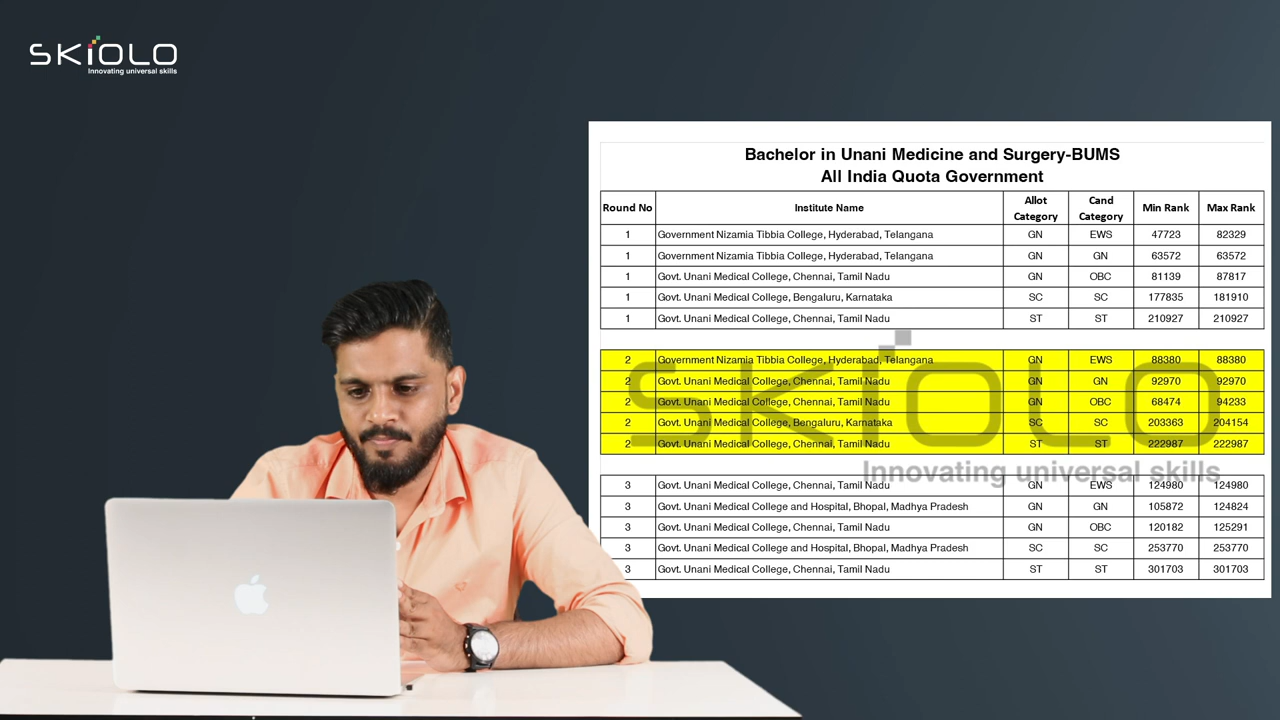 SKIOLO
Innovating universal skills
Bachelor in Unani Medicine and Surgery-BUMS
All India Quota Government
Round No Institute Name Allot Category Cand Category Min Rank Max Rank
1 Government Nizamia Tibbia College, Hyderabad, Telangana GN EWS 47723 82329
1 Government Nizamia Tibbia College, Hyderabad, Telangana GN GN 63572 63572
1 Govt. Unani Medical College, Chennai, Tamil Nadu GN OBC 81139 87817
1 Govt. Unani Medical College, Bengaluru, Karnataka SC SC 177835 181910
1 Govt. Unani Medical College, Chennai, Tamil Nadu ST ST 210927 210927
2 Government Nizamia Tibbia College, Hyderabad, Telangana GN EWS 88380 88380
2 Govt. Unani Medical College, Chennai, Tamil Nadu GN GN 92970 92970
2 Govt. Unani Medical College, Chennai, Tamil Nadu GN OBC 68474 94233
2 Govt. Unani Medical College, Bengaluru, Karnataka SC SC 203363 204154
2 Govt. Unani Medical College, Chennai, Tamil Nadu ST ST 222987 222987
SKIOLO
Innovating universal skills
3 Govt. Unani Medical College, Chennai, Tamil Nadu GN EWS 124980 124980
3 Govt. Unani Medical College and Hospital, Bhopal, Madhya Pradesh GN GN 105872 124824
3 Govt. Unani Medical College, Chennai, Tamil Nadu GN OBC 120182 125291
3 Govt. Unani Medical College and Hospital, Bhopal, Madhya Pradesh SC SC 253770 253770
3 Govt. Unani Medical College, Chennai, Tamil Nadu ST ST 301703 301703